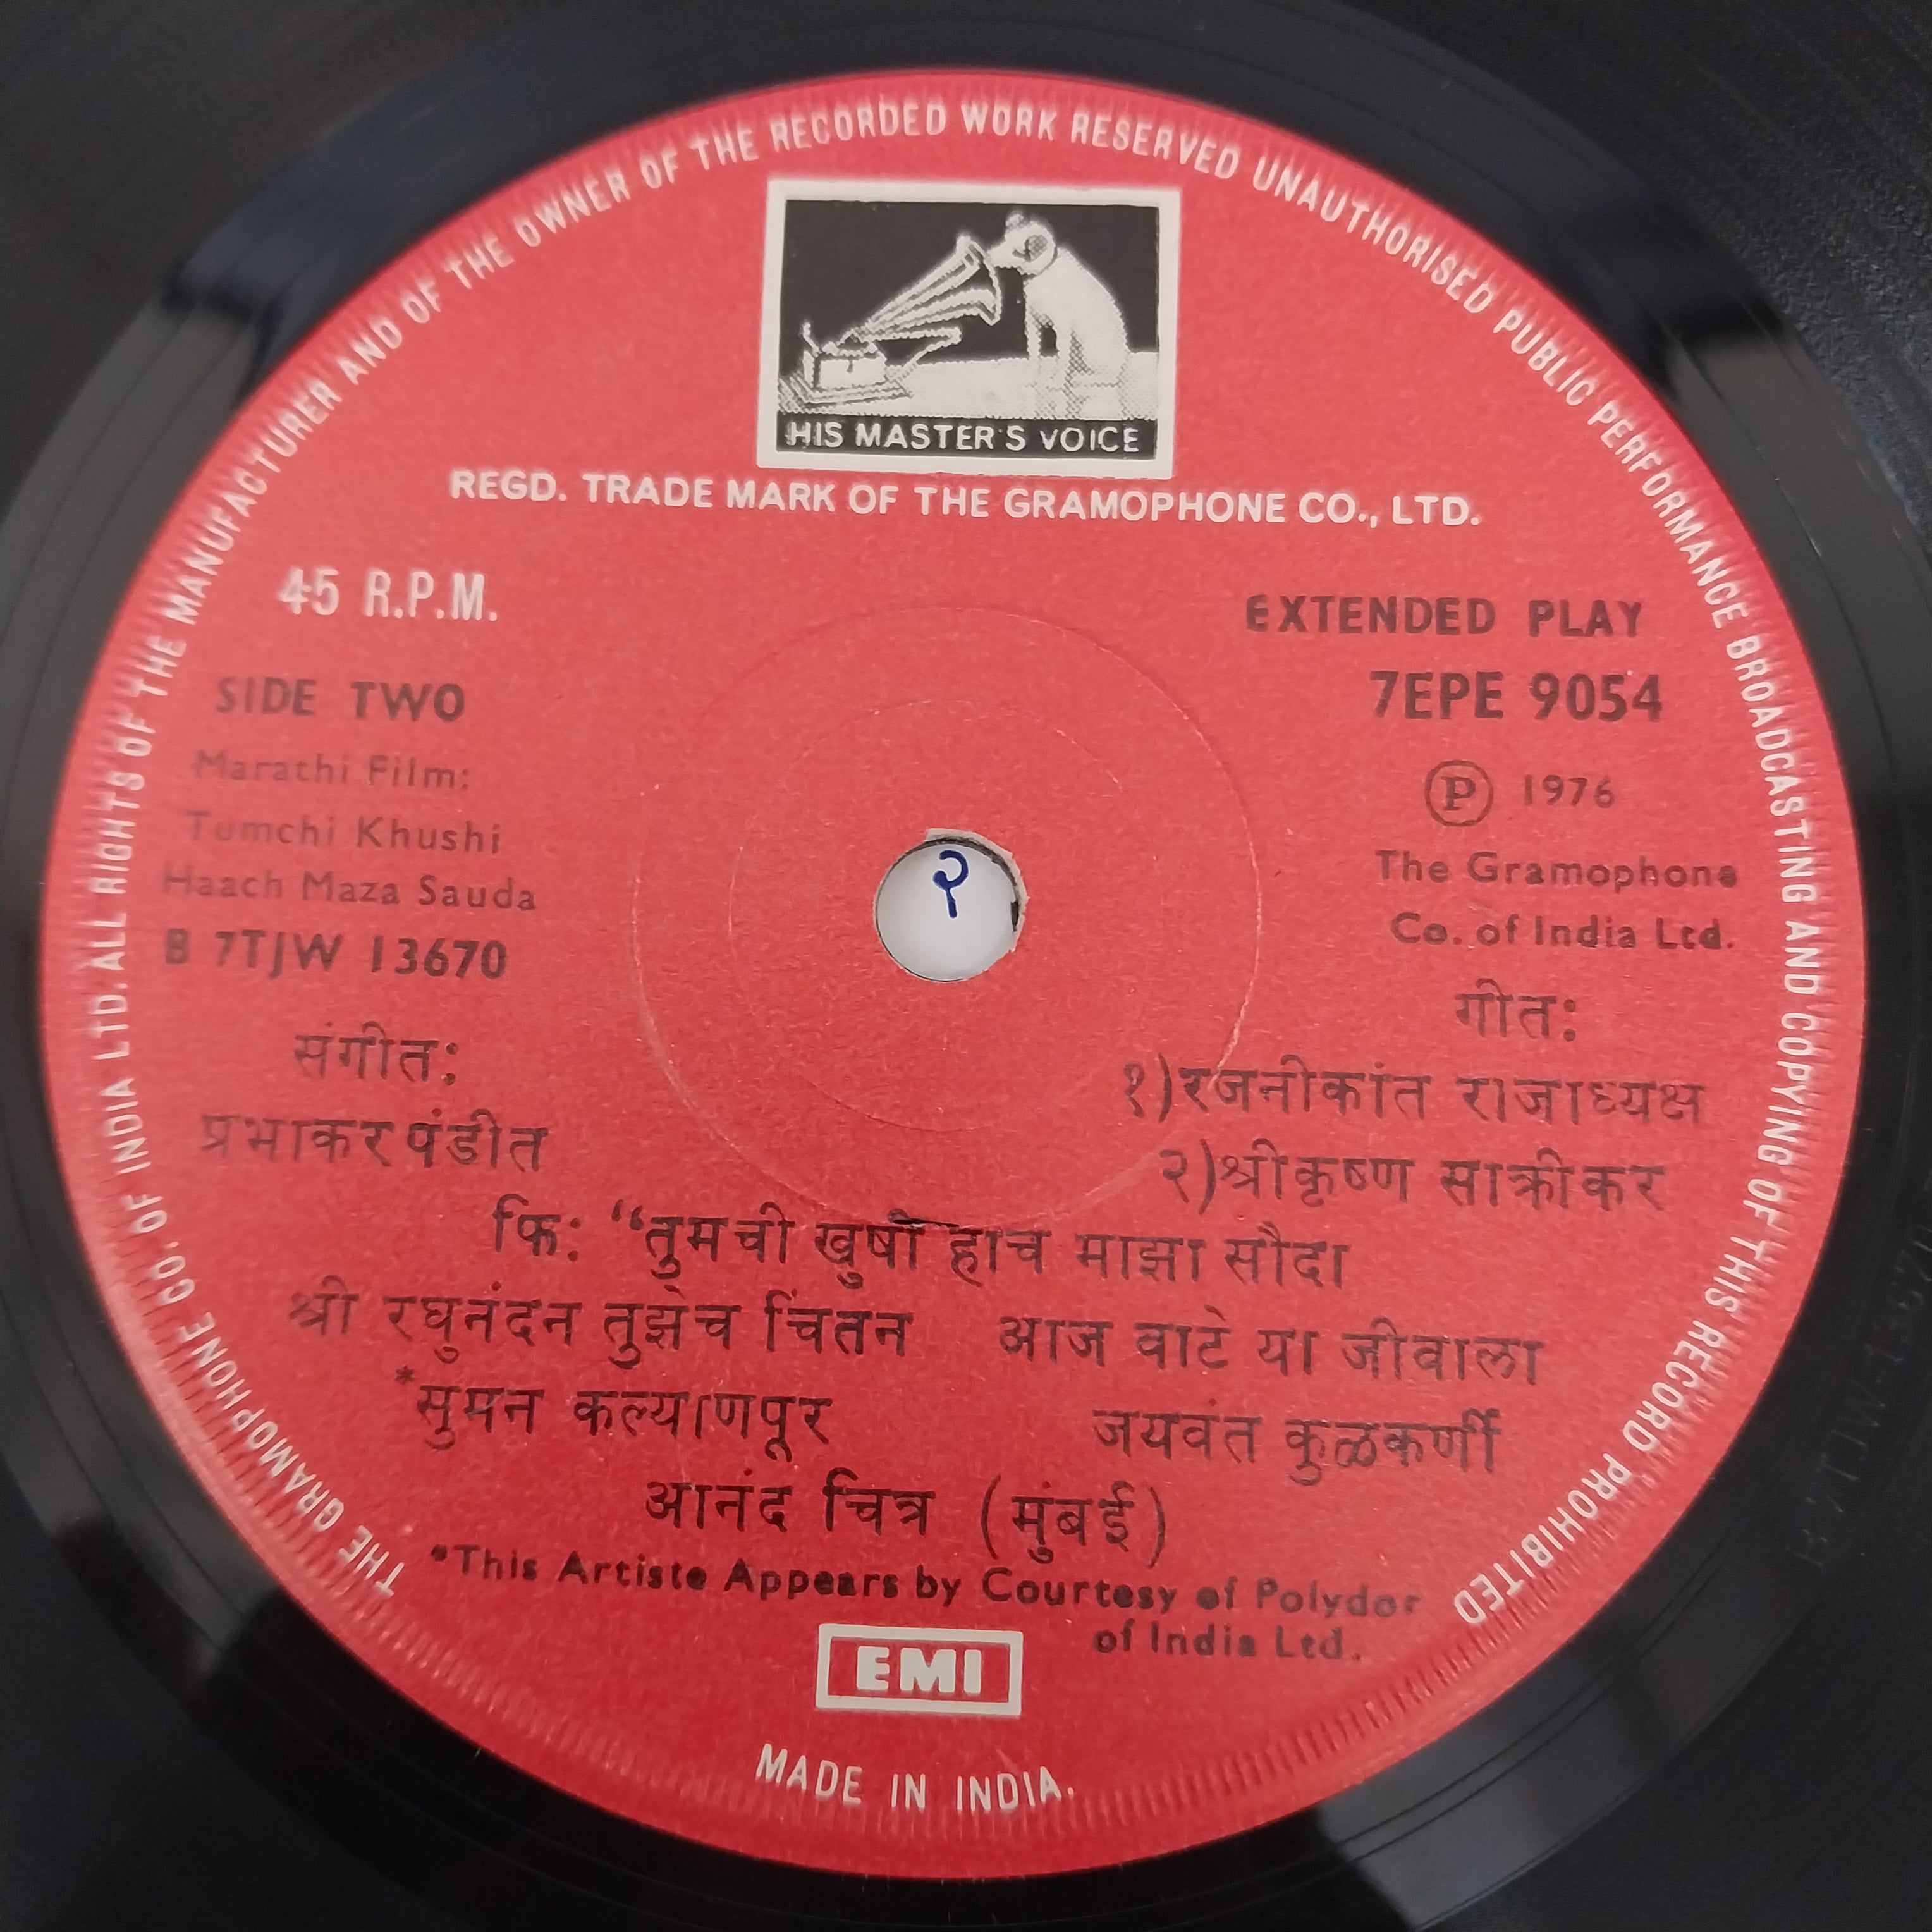 THE GRAMOPHONE CO. OF INDIA LTD. ALL RIGHTS OF THE MANUFACTURER AND OF THE OWNER OF THE RECORDED WORK RESERVED UNAUTHORISED PUBLIC PERFORMANCE BROADCASTING AND COPYING OF THIS RECORD PROHIBITED
HIS MASTER'S VOICE
REGD. TRADE MARK OF THE GRAMOPHONE CO., LTD.
45 R.P.M.
SIDE TWO
Marathi Film:
Tumchi Khushi
Haach Maza Sauda
B 7TJW 13670
EXTENDED PLAY
7EPE 9054
Ⓟ 1976
The Gramophone
Co. of India Ltd.
२
संगीत:
प्रभाकर पंडीत
गीत:
१)रजनीकांत राजाध्यक्ष
२)श्रीकृष्ण साक्रीकर
फि: “तुमची खुषी हाच माझा सौदा
श्री रघुनंदन तुझेच चिंतन आज वाटे या जीवाला
*सुमन कल्याणपूर जयवंत कुळकर्णी
आनंद चित्र (मुंबई)
*This Artiste Appears by Courtesy of Polydor
of India Ltd.
EMI
MADE IN INDIA.